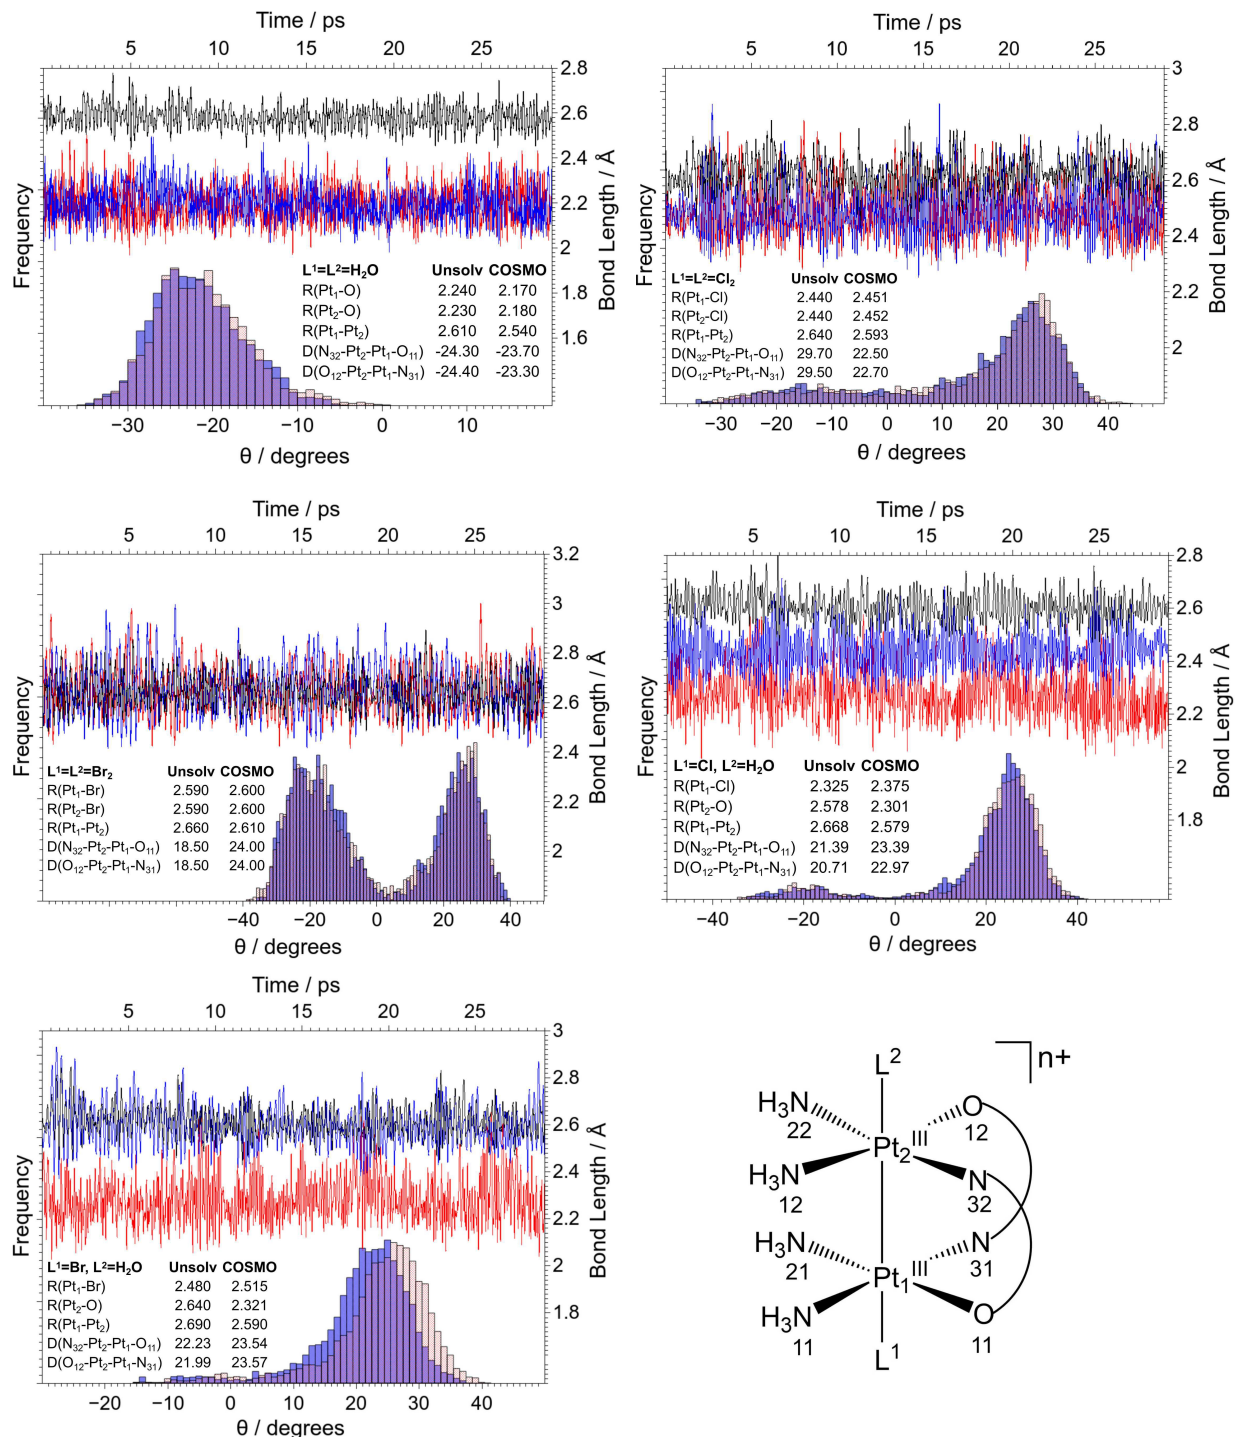 Time / ps
5 10 15 20 25
2.8
2.6
2.4
2.2
2
1.8
1.6
Frequency
Bond Length / Å
L¹=L²=H₂O Unsolv COSMO
R(Pt₁-O) 2.240 2.170
R(Pt₂-O) 2.230 2.180
R(Pt₁-Pt₂) 2.610 2.540
D(N₃₂-Pt₂-Pt₁-O₁₁) -24.30 -23.70
D(O₁₂-Pt₂-Pt₁-N₃₁) -24.40 -23.30
−30 −20 −10 0 10
θ / degrees
Time / ps
5 10 15 20 25
3
2.8
2.6
2.4
2.2
2
Frequency
Bond Length / Å
L¹=L²=Cl₂ Unsolv COSMO
R(Pt₁-Cl) 2.440 2.451
R(Pt₂-Cl) 2.440 2.452
R(Pt₁-Pt₂) 2.640 2.593
D(N₃₂-Pt₂-Pt₁-O₁₁) 29.70 22.50
D(O₁₂-Pt₂-Pt₁-N₃₁) 29.50 22.70
−30 −20 −10 0 10 20 30 40
θ / degrees
Time / ps
5 10 15 20 25
3.2
3
2.8
2.6
2.4
2.2
2
Frequency
Bond Length / Å
L¹=L²=Br₂ Unsolv COSMO
R(Pt₁-Br) 2.590 2.600
R(Pt₂-Br) 2.590 2.600
R(Pt₁-Pt₂) 2.660 2.610
D(N₃₂-Pt₂-Pt₁-O₁₁) 18.50 24.00
D(O₁₂-Pt₂-Pt₁-N₃₁) 18.50 24.00
−40 −20 0 20 40
θ / degrees
Time / ps
5 10 15 20 25
2.8
2.6
2.4
2.2
2
1.8
Frequency
Bond Length / Å
L¹=Cl, L²=H₂O Unsolv COSMO
R(Pt₁-Cl) 2.325 2.375
R(Pt₂-O) 2.578 2.301
R(Pt₁-Pt₂) 2.668 2.579
D(N₃₂-Pt₂-Pt₁-O₁₁) 21.39 23.39
D(O₁₂-Pt₂-Pt₁-N₃₁) 20.71 22.97
−40 −20 0 20 40
θ / degrees
Time / ps
5 10 15 20 25
3
2.8
2.6
2.4
2.2
2
1.8
Frequency
Bond Length / Å
L¹=Br, L²=H₂O Unsolv COSMO
R(Pt₁-Br) 2.480 2.515
R(Pt₂-O) 2.640 2.321
R(Pt₁-Pt₂) 2.690 2.590
D(N₃₂-Pt₂-Pt₁-O₁₁) 22.23 23.54
D(O₁₂-Pt₂-Pt₁-N₃₁) 21.99 23.57
−20 −10 0 10 20 30 40
θ / degrees
n+
L²
H₃N O
22 12
Pt₂ III
H₃N N
12 32
H₃N N
21 31
Pt₁ III
H₃N O
11 11
L¹